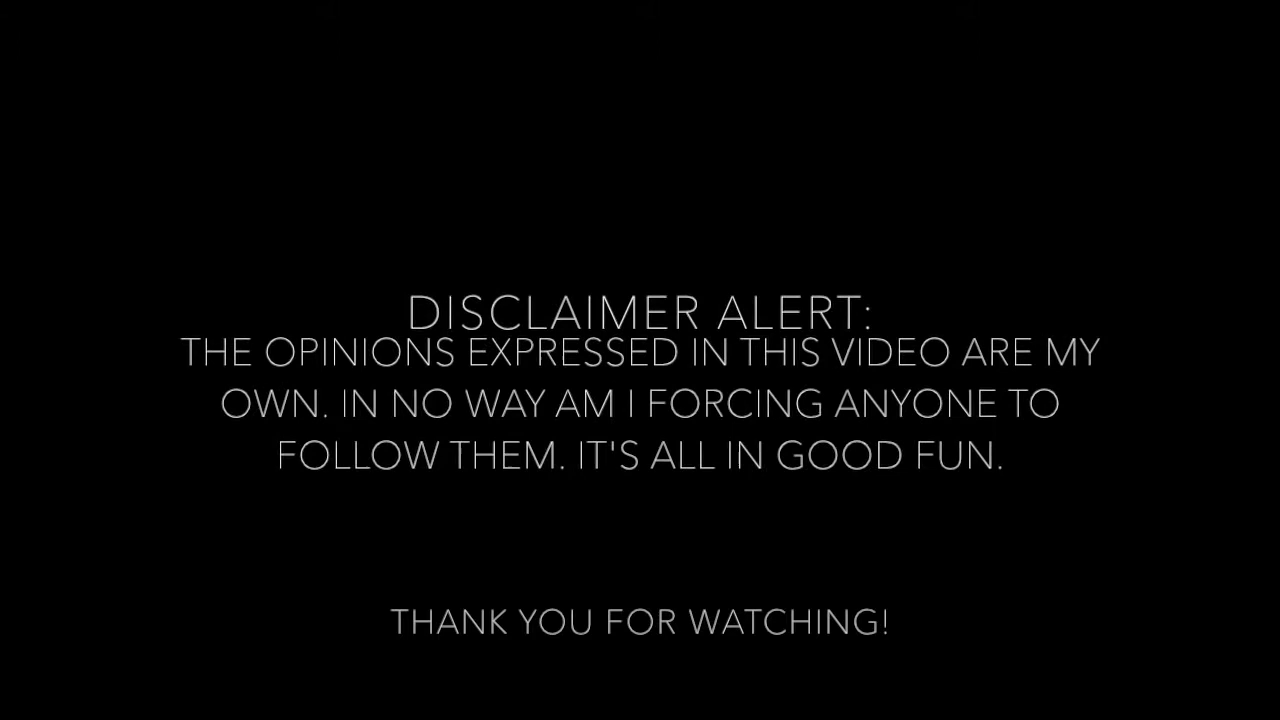 DISCLAIMER ALERT:
THE OPINIONS EXPRESSED IN THIS VIDEO ARE MY
OWN. IN NO WAY AM I FORCING ANYONE TO
FOLLOW THEM. IT'S ALL IN GOOD FUN.
THANK YOU FOR WATCHING!